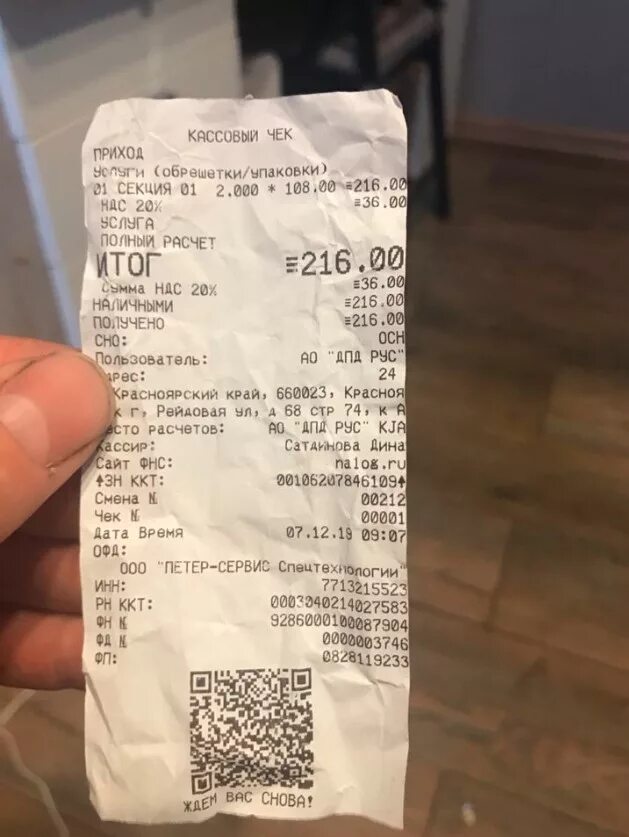 КАССОВЫЙ ЧЕК
ПРИХОД
Услуги (обрешетки/упаковки)
01 СЕКЦИЯ 01 2.000 * 108.00 ≡216.00
НДС 20% ≡36.00
УСЛУГА
ПОЛНЫЙ РАСЧЕТ
ИТОГ ≡216.00
Сумма НДС 20% ≡36.00
НАЛИЧНЫМИ ≡216.00
ПОЛУЧЕНО ≡216.00
СНО: ОСН
Пользователь: АО "ДПД РУС"
рес: 24
Красноярский край, 660023, Красноя
к г, Рейдовая ул, д 68 стр 74, к А
есто расчетов: АО "ДПД РУС" KJA
Кассир: Сатдинова Дина
Сайт ФНС: nalog.ru
↑ЗН ККТ: 00106207846109↑
Смена № 00212
Чек № 00001
Дата Время 07.12.19 09:07
ОФД:
ООО "ПЕТЕР-СЕРВИС Спецтехнологии"
ИНН: 7713215523
РН ККТ: 0003040214027583
ФН № 9286000100087904
ФД № 0000003746
ФП: 0828119233
ЖДЕМ ВАС СНОВА!